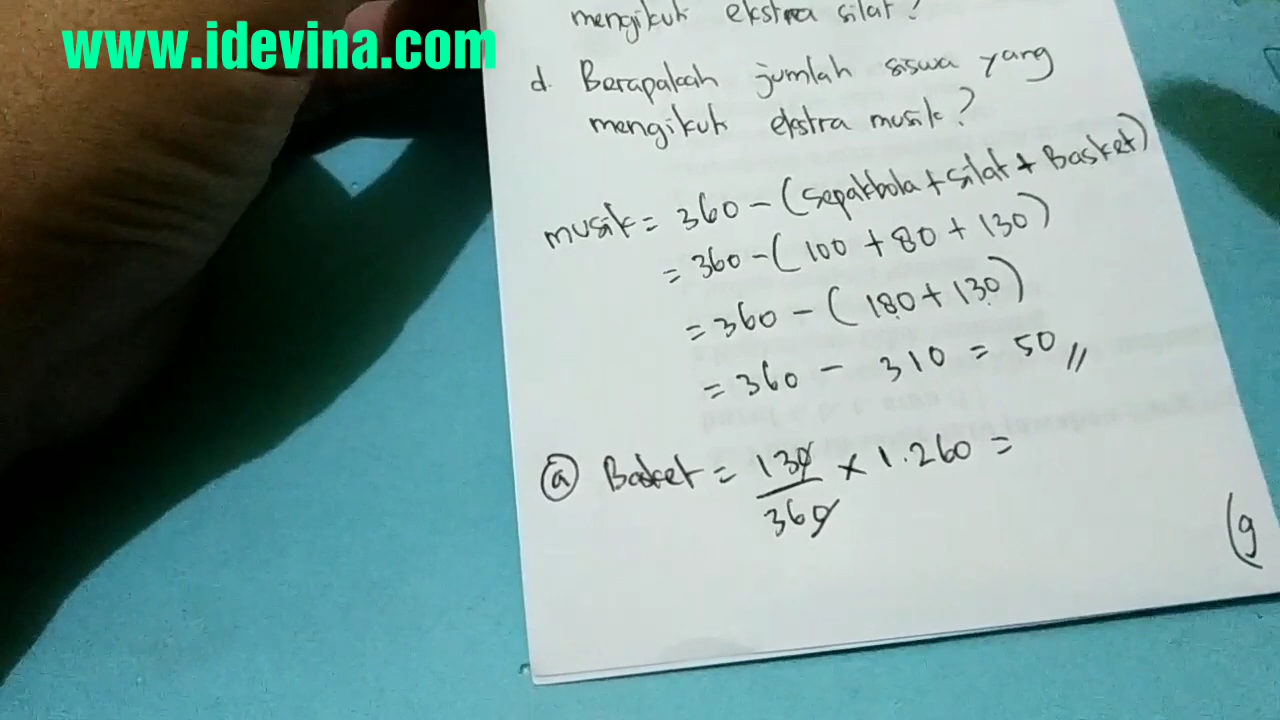 www.idevina.com
mengikuti ekstra silat?
d. Berapakah jumlah siswa yang
mengikuti ekstra musik?
musik = 360 - (Sepakbola + Silat + Basket)
= 360 - (100 + 80 + 130)
= 360 - (180 + 130)
= 360 - 310 = 50 //
(a) Basket = 130/360 x 1.260 =
(9